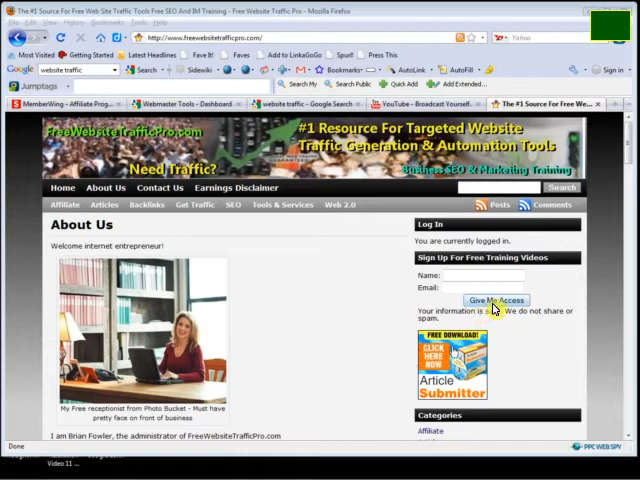 The #1 Source For Free Web Site Traffic Tools Free SEO And IM Training - Free Website Traffic Pro - Mozilla Firefox
File Edit View History Bookmarks Tools Help
http://www.freewebsitetrafficpro.com/
Yahoo
Most Visited Getting Started Latest Headlines Fave It! Faves Add to LinkaGoGo Spurl! Press This
Google website traffic Search Sidewiki Bookmarks AutoLink AutoFill Sign in
Jumptags Search My Search Public Quick Add Add Extended...
MemberWing - Affiliate Prog... Webmaster Tools - Dashboard website traffic - Google Search YouTube - Broadcast Yourself. The #1 Source For Free We...
FreeWebsiteTrafficPro.com
#1 Resource For Targeted Website
Traffic Generation & Automation Tools
Need Traffic?
Business SEO & Marketing Training
Home About Us Contact Us Earnings Disclaimer Search
Affiliate Articles Backlinks Get Traffic SEO Tools & Services Web 2.0 Posts Comments
About Us
Welcome internet entrepreneur!
My Free receptionist from Photo Bucket - Must have
pretty face on front of business
I am Brian Fowler, the administrator of FreeWebsiteTrafficPro.com
Log In
You are currently logged in.
Sign Up For Free Training Videos
Name:
Email:
Give Me Access
Your information is We do not share or
spam.
FREE DOWNLOAD!
CLICK
HERE
NOW
Article
Submitter
Categories
Affiliate
Done
PPC WEB SPY
Video 11 ...